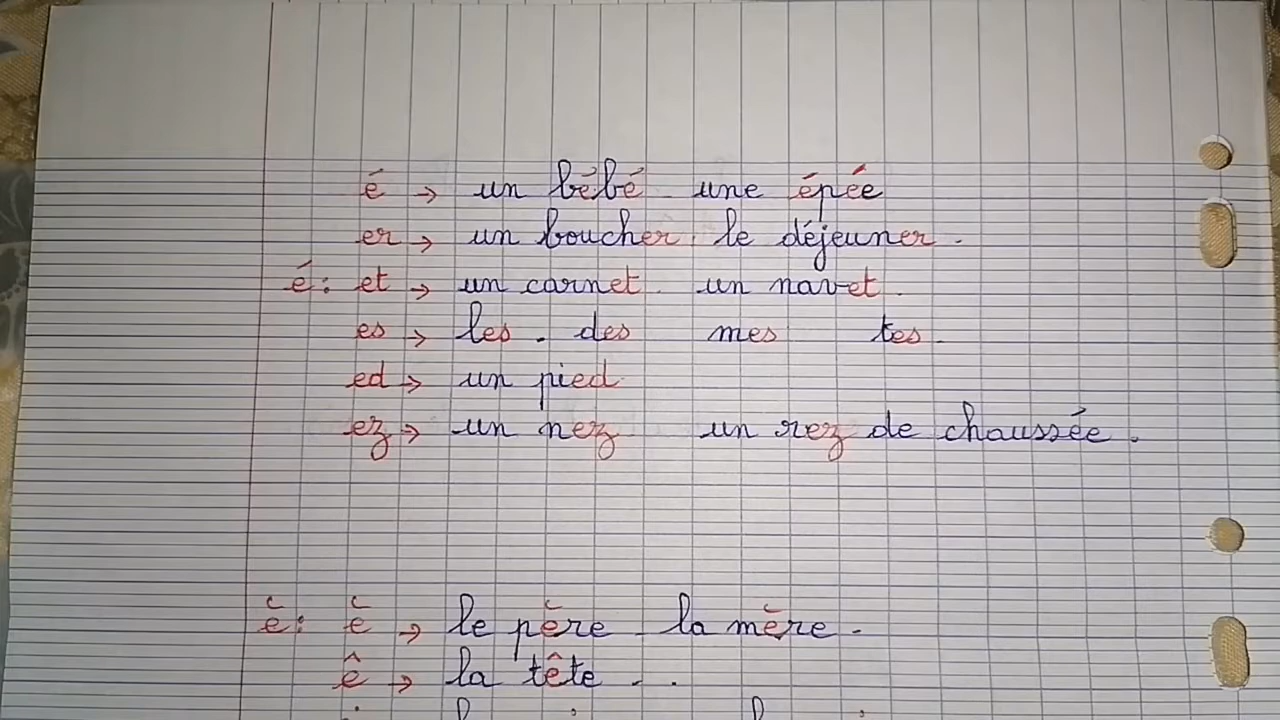 é → un bébé une épée
er → un boucher. le déjeuner.
é: et → un carnet. un navet.
es → les. des mes tes.
ed → un pied
ez → un nez un rez de chaussée.
è: è → le père la mère.
ê → la tête..